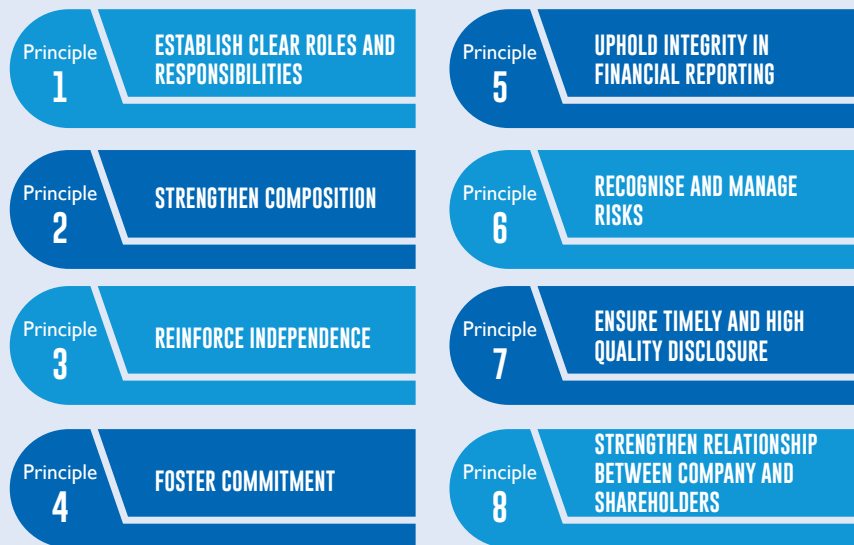 Principle
1
ESTABLISH CLEAR ROLES AND
RESPONSIBILITIES
Principle
2
STRENGTHEN COMPOSITION
Principle
3
REINFORCE INDEPENDENCE
Principle
4
FOSTER COMMITMENT
Principle
5
UPHOLD INTEGRITY IN
FINANCIAL REPORTING
Principle
6
RECOGNISE AND MANAGE
RISKS
Principle
7
ENSURE TIMELY AND HIGH
QUALITY DISCLOSURE
Principle
8
STRENGTHEN RELATIONSHIP
BETWEEN COMPANY AND
SHAREHOLDERS